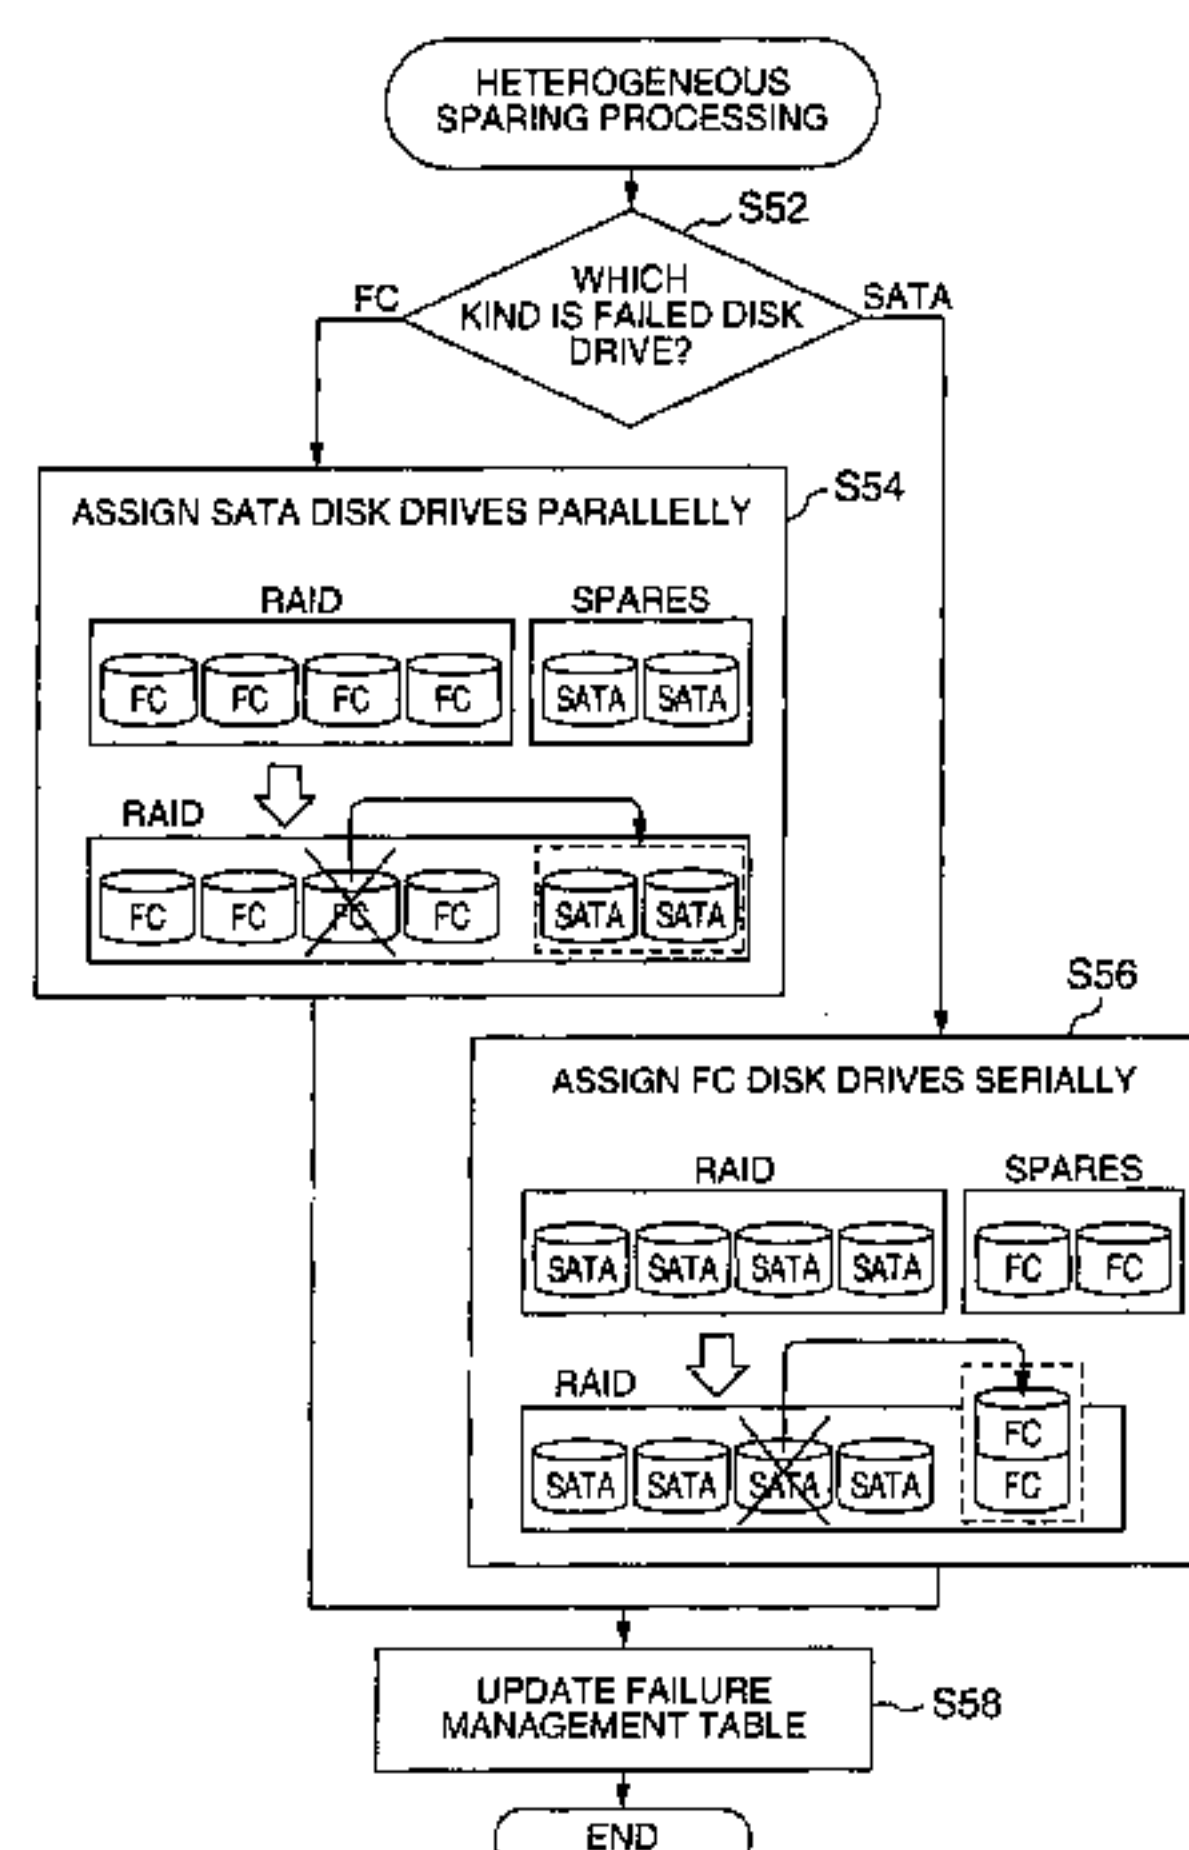 HETEROGENEOUS
SPARING PROCESSING
S52
WHICH
KIND IS FAILED DISK
DRIVE?
FC
SATA
S54
ASSIGN SATA DISK DRIVES PARALLELLY
RAID
SPARES
FC FC FC FC
SATA SATA
RAID
FC FC FC FC
SATA SATA
S56
ASSIGN FC DISK DRIVES SERIALLY
RAID
SPARES
SATA SATA SATA SATA
FC FC
RAID
FC
SATA SATA SATA SATA
FC
UPDATE FAILURE
MANAGEMENT TABLE
S58
END